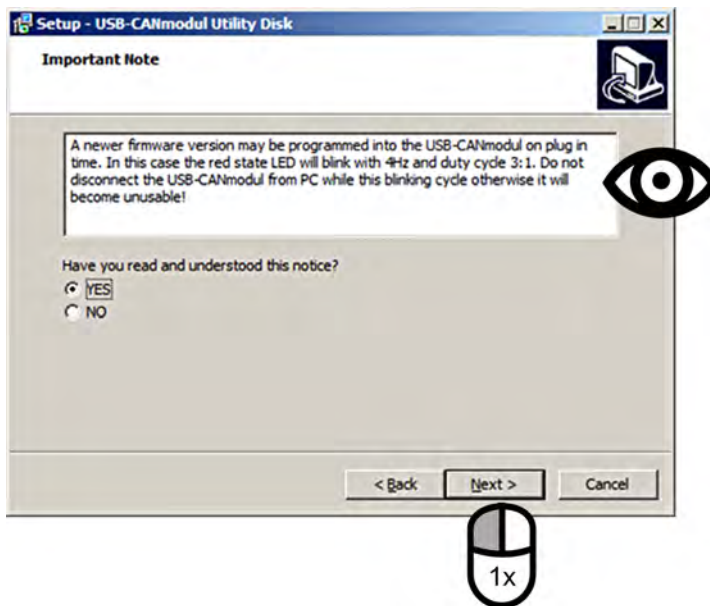 Setup - USB-CANmodul Utility Disk
Important Note
A newer firmware version may be programmed into the USB-CANmodul on plug in
time. In this case the red state LED will blink with 4Hz and duty cycle 3:1. Do not
disconnect the USB-CANmodul from PC while this blinking cycle otherwise it will
become unusable!
Have you read and understood this notice?
YES
NO
< Back
Next >
Cancel
1x